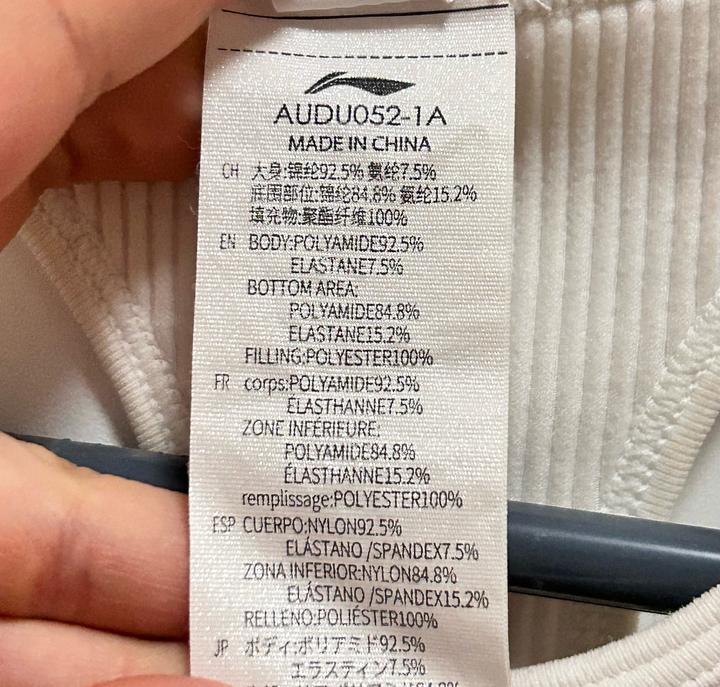 AUDU052-1A
MADE IN CHINA
CH 大身:锦纶92.5% 氨纶7.5%
底围部位:锦纶84.8% 氨纶15.2%
填充物:聚酯纤维100%
EN BODY:POLYAMIDE92.5%
ELASTANE7.5%
BOTTOM AREA:
POLYAMIDE84.8%
ELASTANE15.2%
FILLING:POLYESTER100%
FR corps:POLYAMIDE92.5%
ÉLASTHANNE7.5%
ZONE INFÉRIEURE:
POLYAMIDE84.8%
ÉLASTHANNE15.2%
remplissage:POLYESTER100%
ESP CUERPO:NYLON92.5%
ELÁSTANO /SPANDEX7.5%
ZONA INFERIOR:NYLON84.8%
ELÁSTANO /SPANDEX15.2%
RELLENO:POLIÉSTER100%
JP ボディ:ポリアミド92.5%
エラスティン7.5%